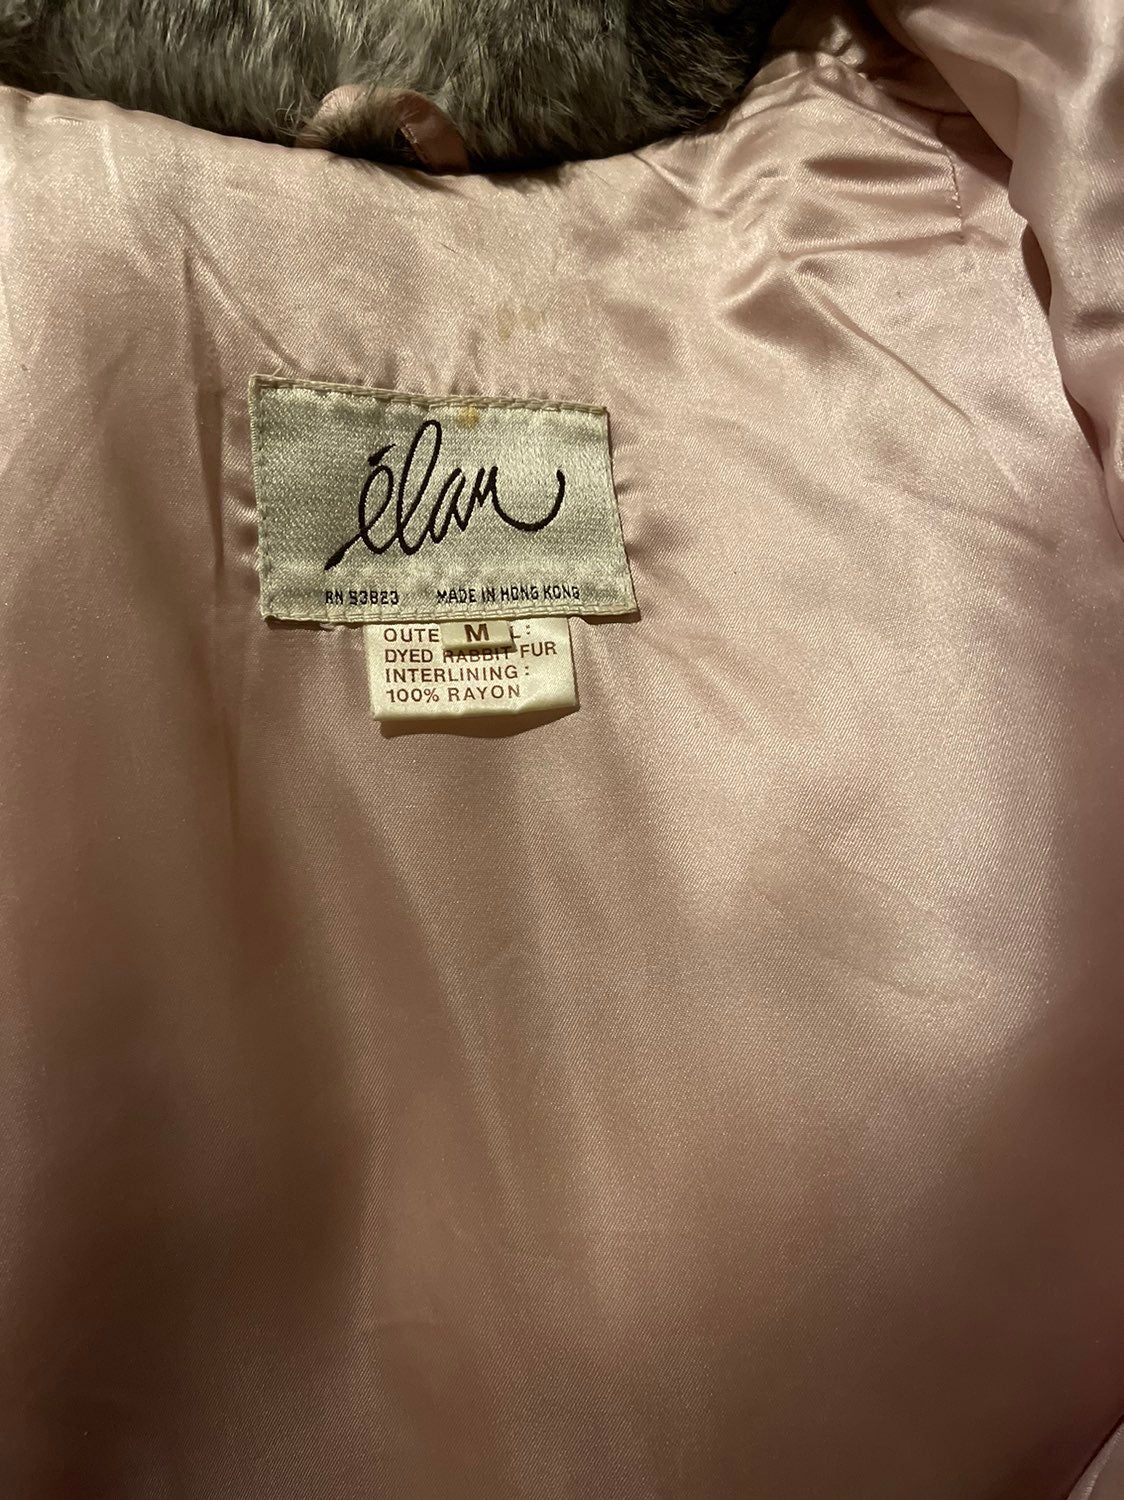 élan
RN 53823 MADE IN HONG KONG
M
OUTE L:
DYED RABBIT FUR
INTERLINING:
100% RAYON